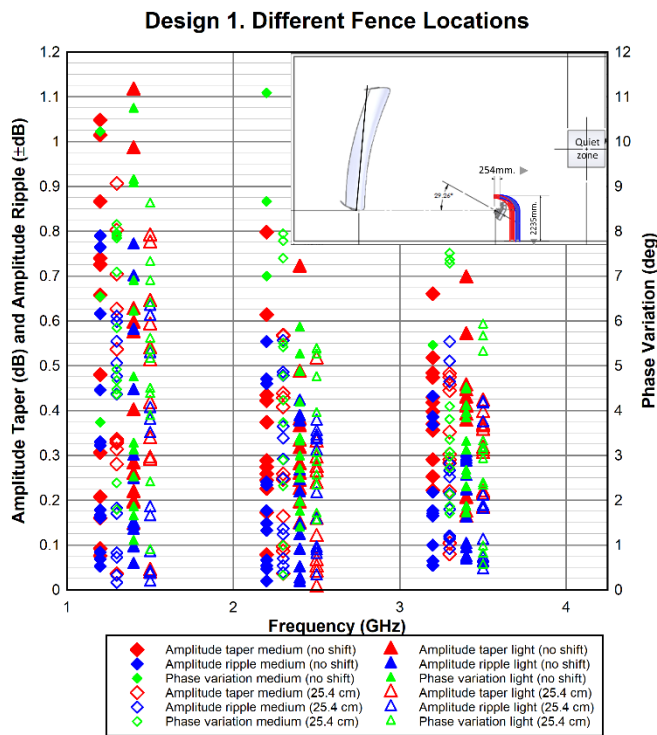 Design 1. Different Fence Locations
Amplitude Taper (dB) and Amplitude Ripple (±dB)
1.2
1.1
1
0.9
0.8
0.7
0.6
0.5
0.4
0.3
0.2
0.1
0
12
11
10
9
8
7
6
5
4
3
2
1
0
Phase Variation (deg)
Quiet
zone
254mm.
29.26°
2235mm.
1
2
3
4
Frequency (GHz)
Amplitude taper medium (no shift)
Amplitude ripple medium (no shift)
Phase variation medium (no shift)
Amplitude taper medium (25.4 cm)
Amplitude ripple medium (25.4 cm)
Phase variation medium (25.4 cm)
Amplitude taper light (no shift)
Amplitude ripple light (no shift)
Phase variation light (no shift)
Amplitude taper light (25.4 cm)
Amplitude ripple light (25.4 cm)
Phase variation light (25.4 cm)